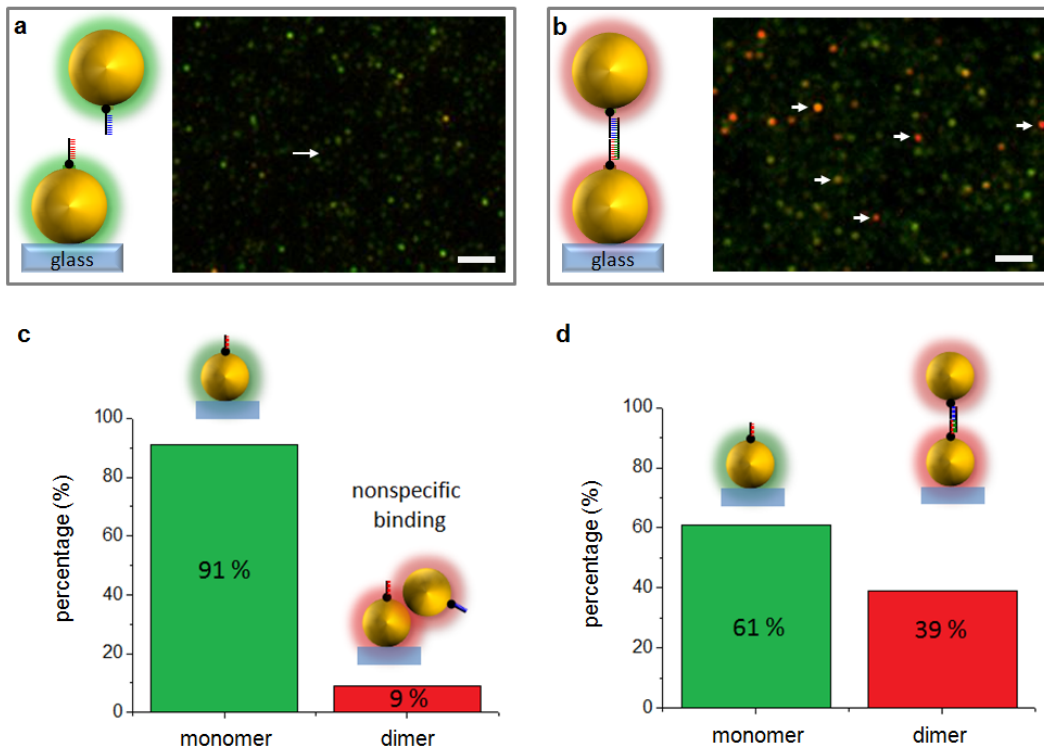 a
glass
b
glass
c
percentage (%)
100
80
60
40
20
0
91 %
nonspecific
binding
9 %
monomer
dimer
d
percentage (%)
100
80
60
40
20
0
61 %
39 %
monomer
dimer